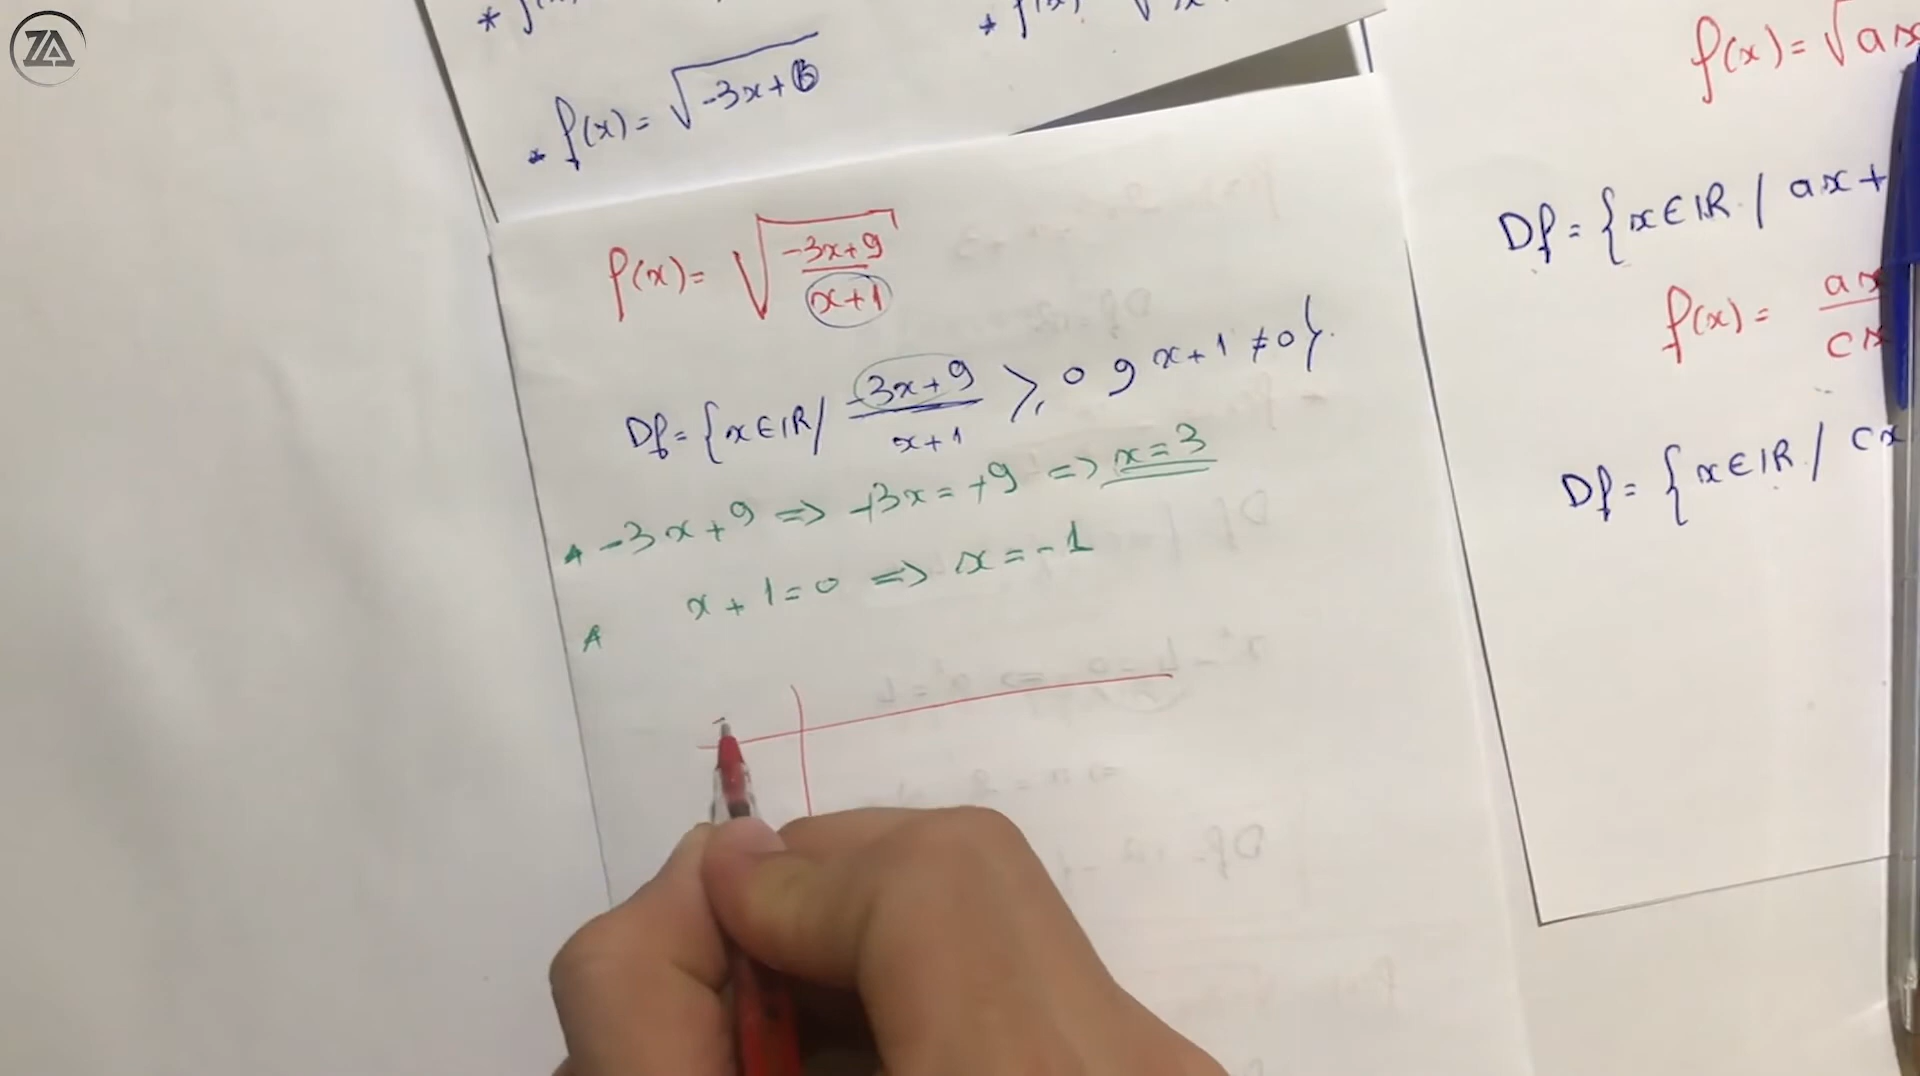 ZA
* f(x)
* f(x)
* f(x) = √-3x+6
f(x) = √(-3x+9 / x+1)
Df = {x∈IR / -3x+9 / x+1 ⩾ 0 و x+1 ≠ 0}.
-3x+9 => -3x = +9 => x = 3
x + 1 = 0 => x = -1
f(x) = √ax
Df = {x∈IR / ax+
f(x) = ax / cx
Df = {x∈IR / cx